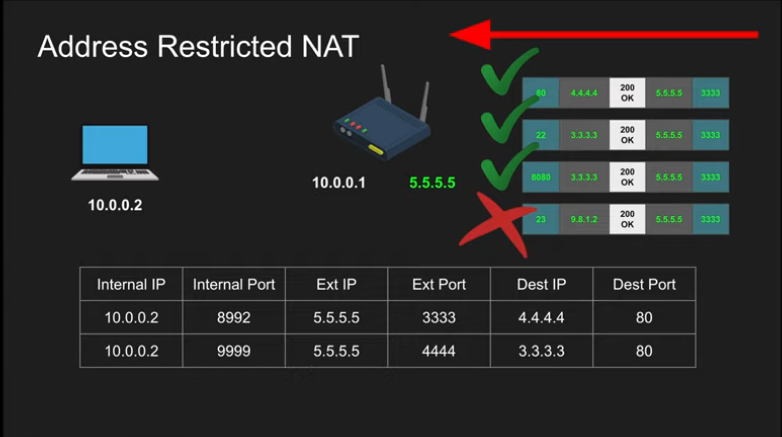 Address Restricted NAT
80 4.4.4.4 200 OK 5.5.5.5 3333
22 3.3.3.3 200 OK 5.5.5.5 3333
8080 3.3.3.3 200 OK 5.5.5.5 3333
23 9.8.1.2 200 OK 5.5.5.5 3333
10.0.0.1 5.5.5.5
10.0.0.2
Internal IP Internal Port Ext IP Ext Port Dest IP Dest Port
10.0.0.2 8992 5.5.5.5 3333 4.4.4.4 80
10.0.0.2 9999 5.5.5.5 4444 3.3.3.3 80